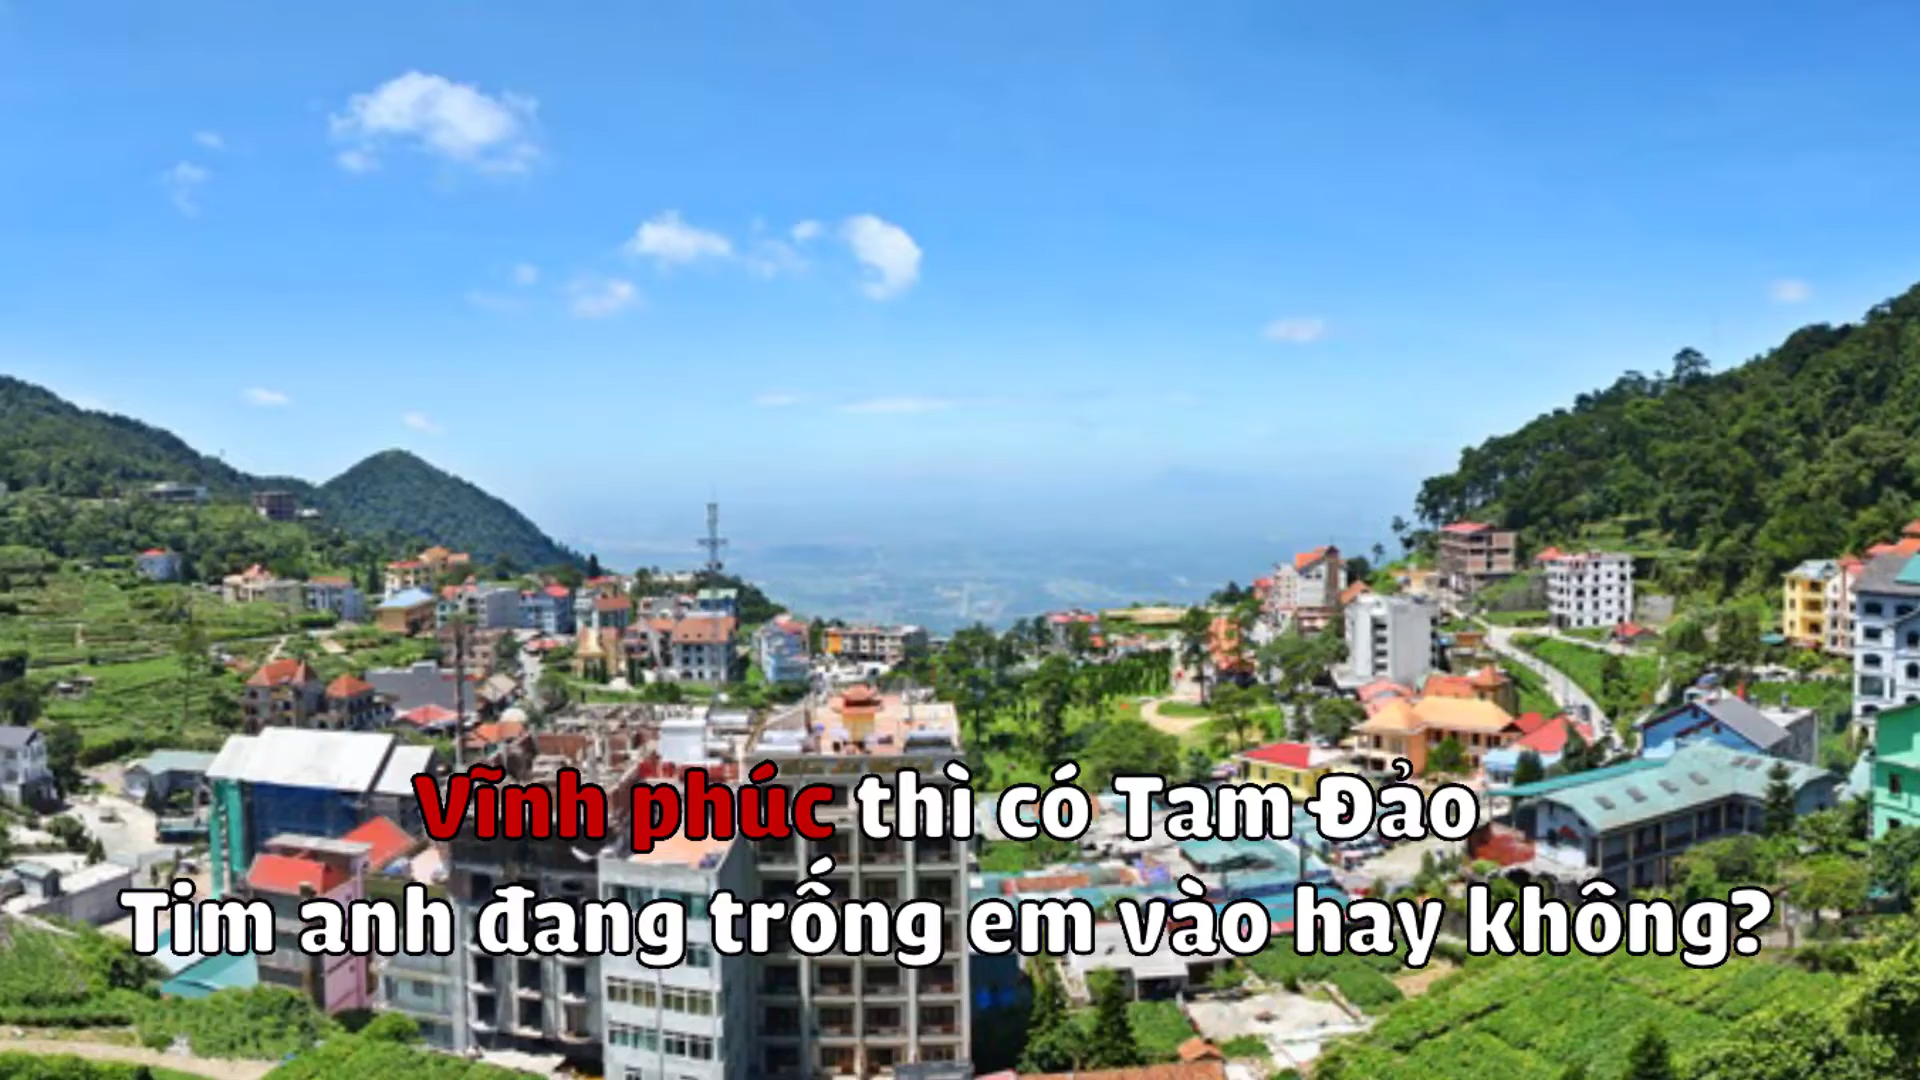 Vĩnh phúc thì có Tam Đảo
Tim anh đang trống em vào hay không?